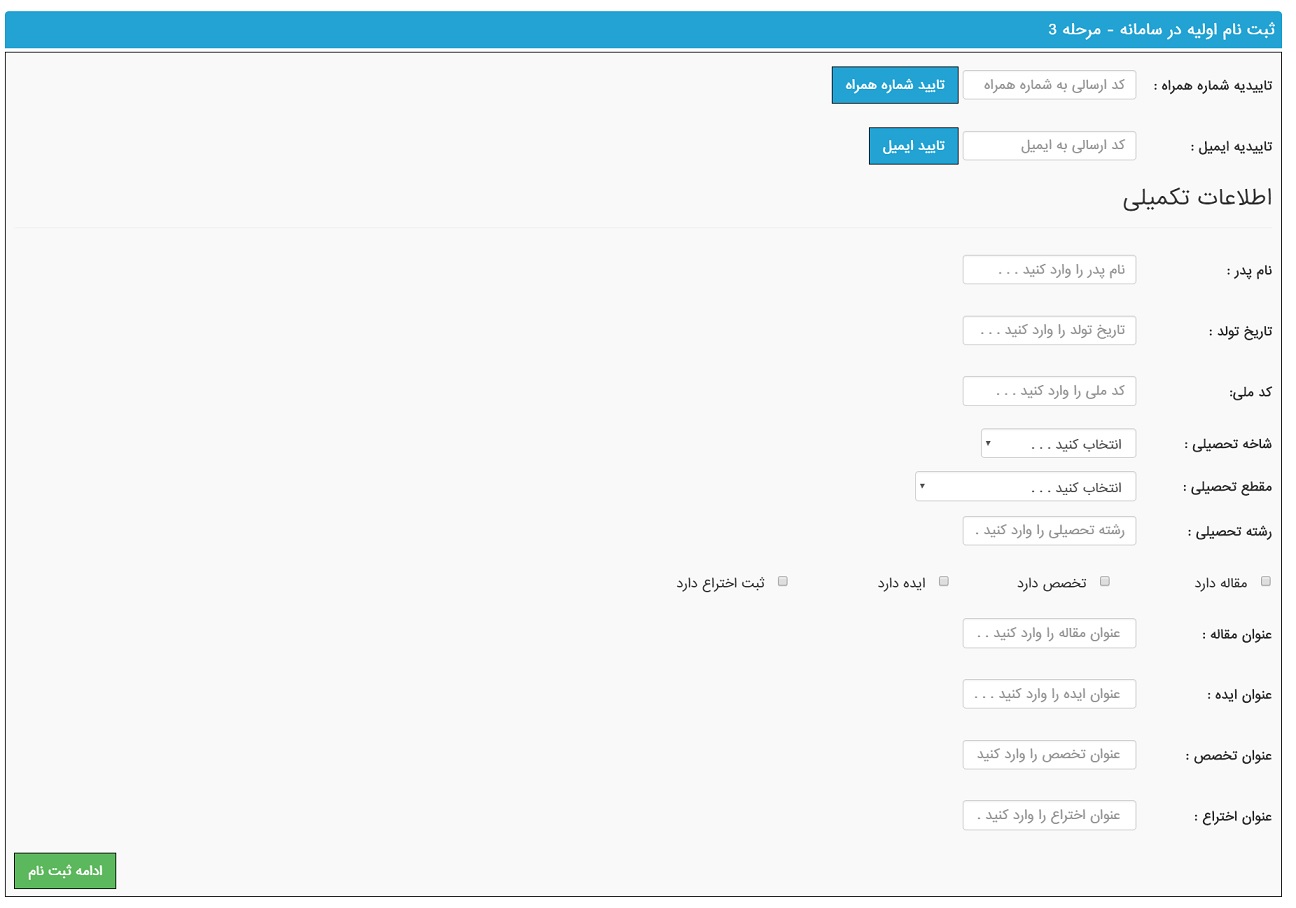 ثبت نام اولیه در سامانه - مرحله 3
تاییدیه شماره همراه : کد ارسالی به شماره همراه تایید شماره همراه
تاییدیه ایمیل : کد ارسالی به ایمیل تایید ایمیل
اطلاعات تکمیلی
نام پدر : نام پدر را وارد کنید . . .
تاریخ تولد : تاریخ تولد را وارد کنید . . .
کد ملی: کد ملی را وارد کنید . . .
شاخه تحصیلی : انتخاب کنید . . .
مقطع تحصیلی : انتخاب کنید . . .
رشته تحصیلی : رشته تحصیلی را وارد کنید .
مقاله دارد تخصص دارد ایده دارد ثبت اختراع دارد
عنوان مقاله : عنوان مقاله را وارد کنید . .
عنوان ایده : عنوان ایده را وارد کنید . . .
عنوان تخصص : عنوان تخصص را وارد کنید
عنوان اختراع : عنوان اختراع را وارد کنید .
ادامه ثبت نام